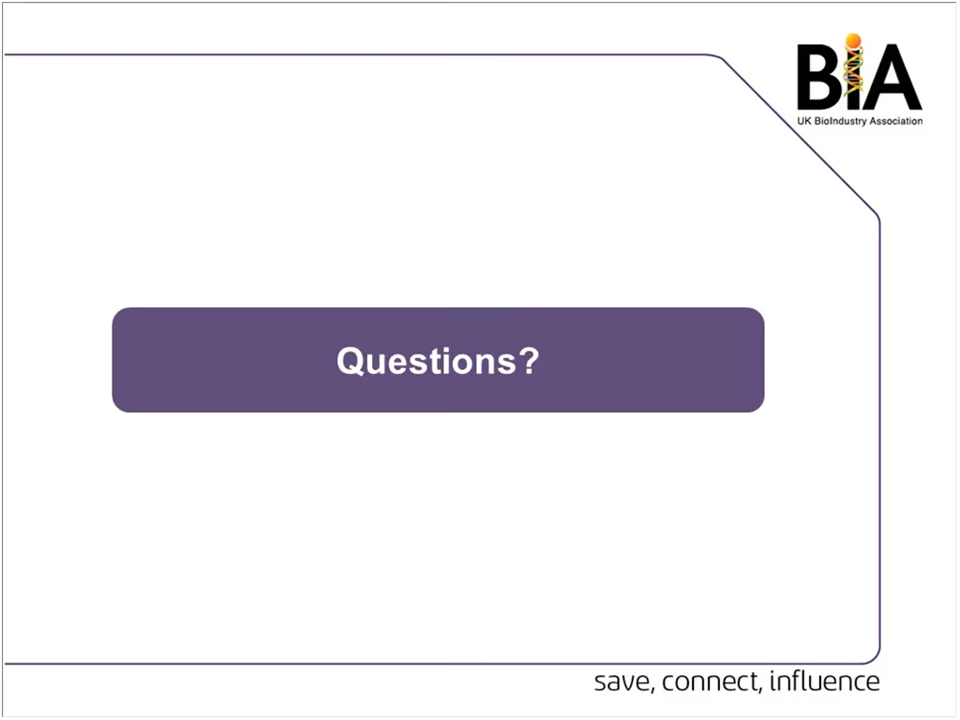 BiA
UK BioIndustry Association
Questions?
save, connect, influence